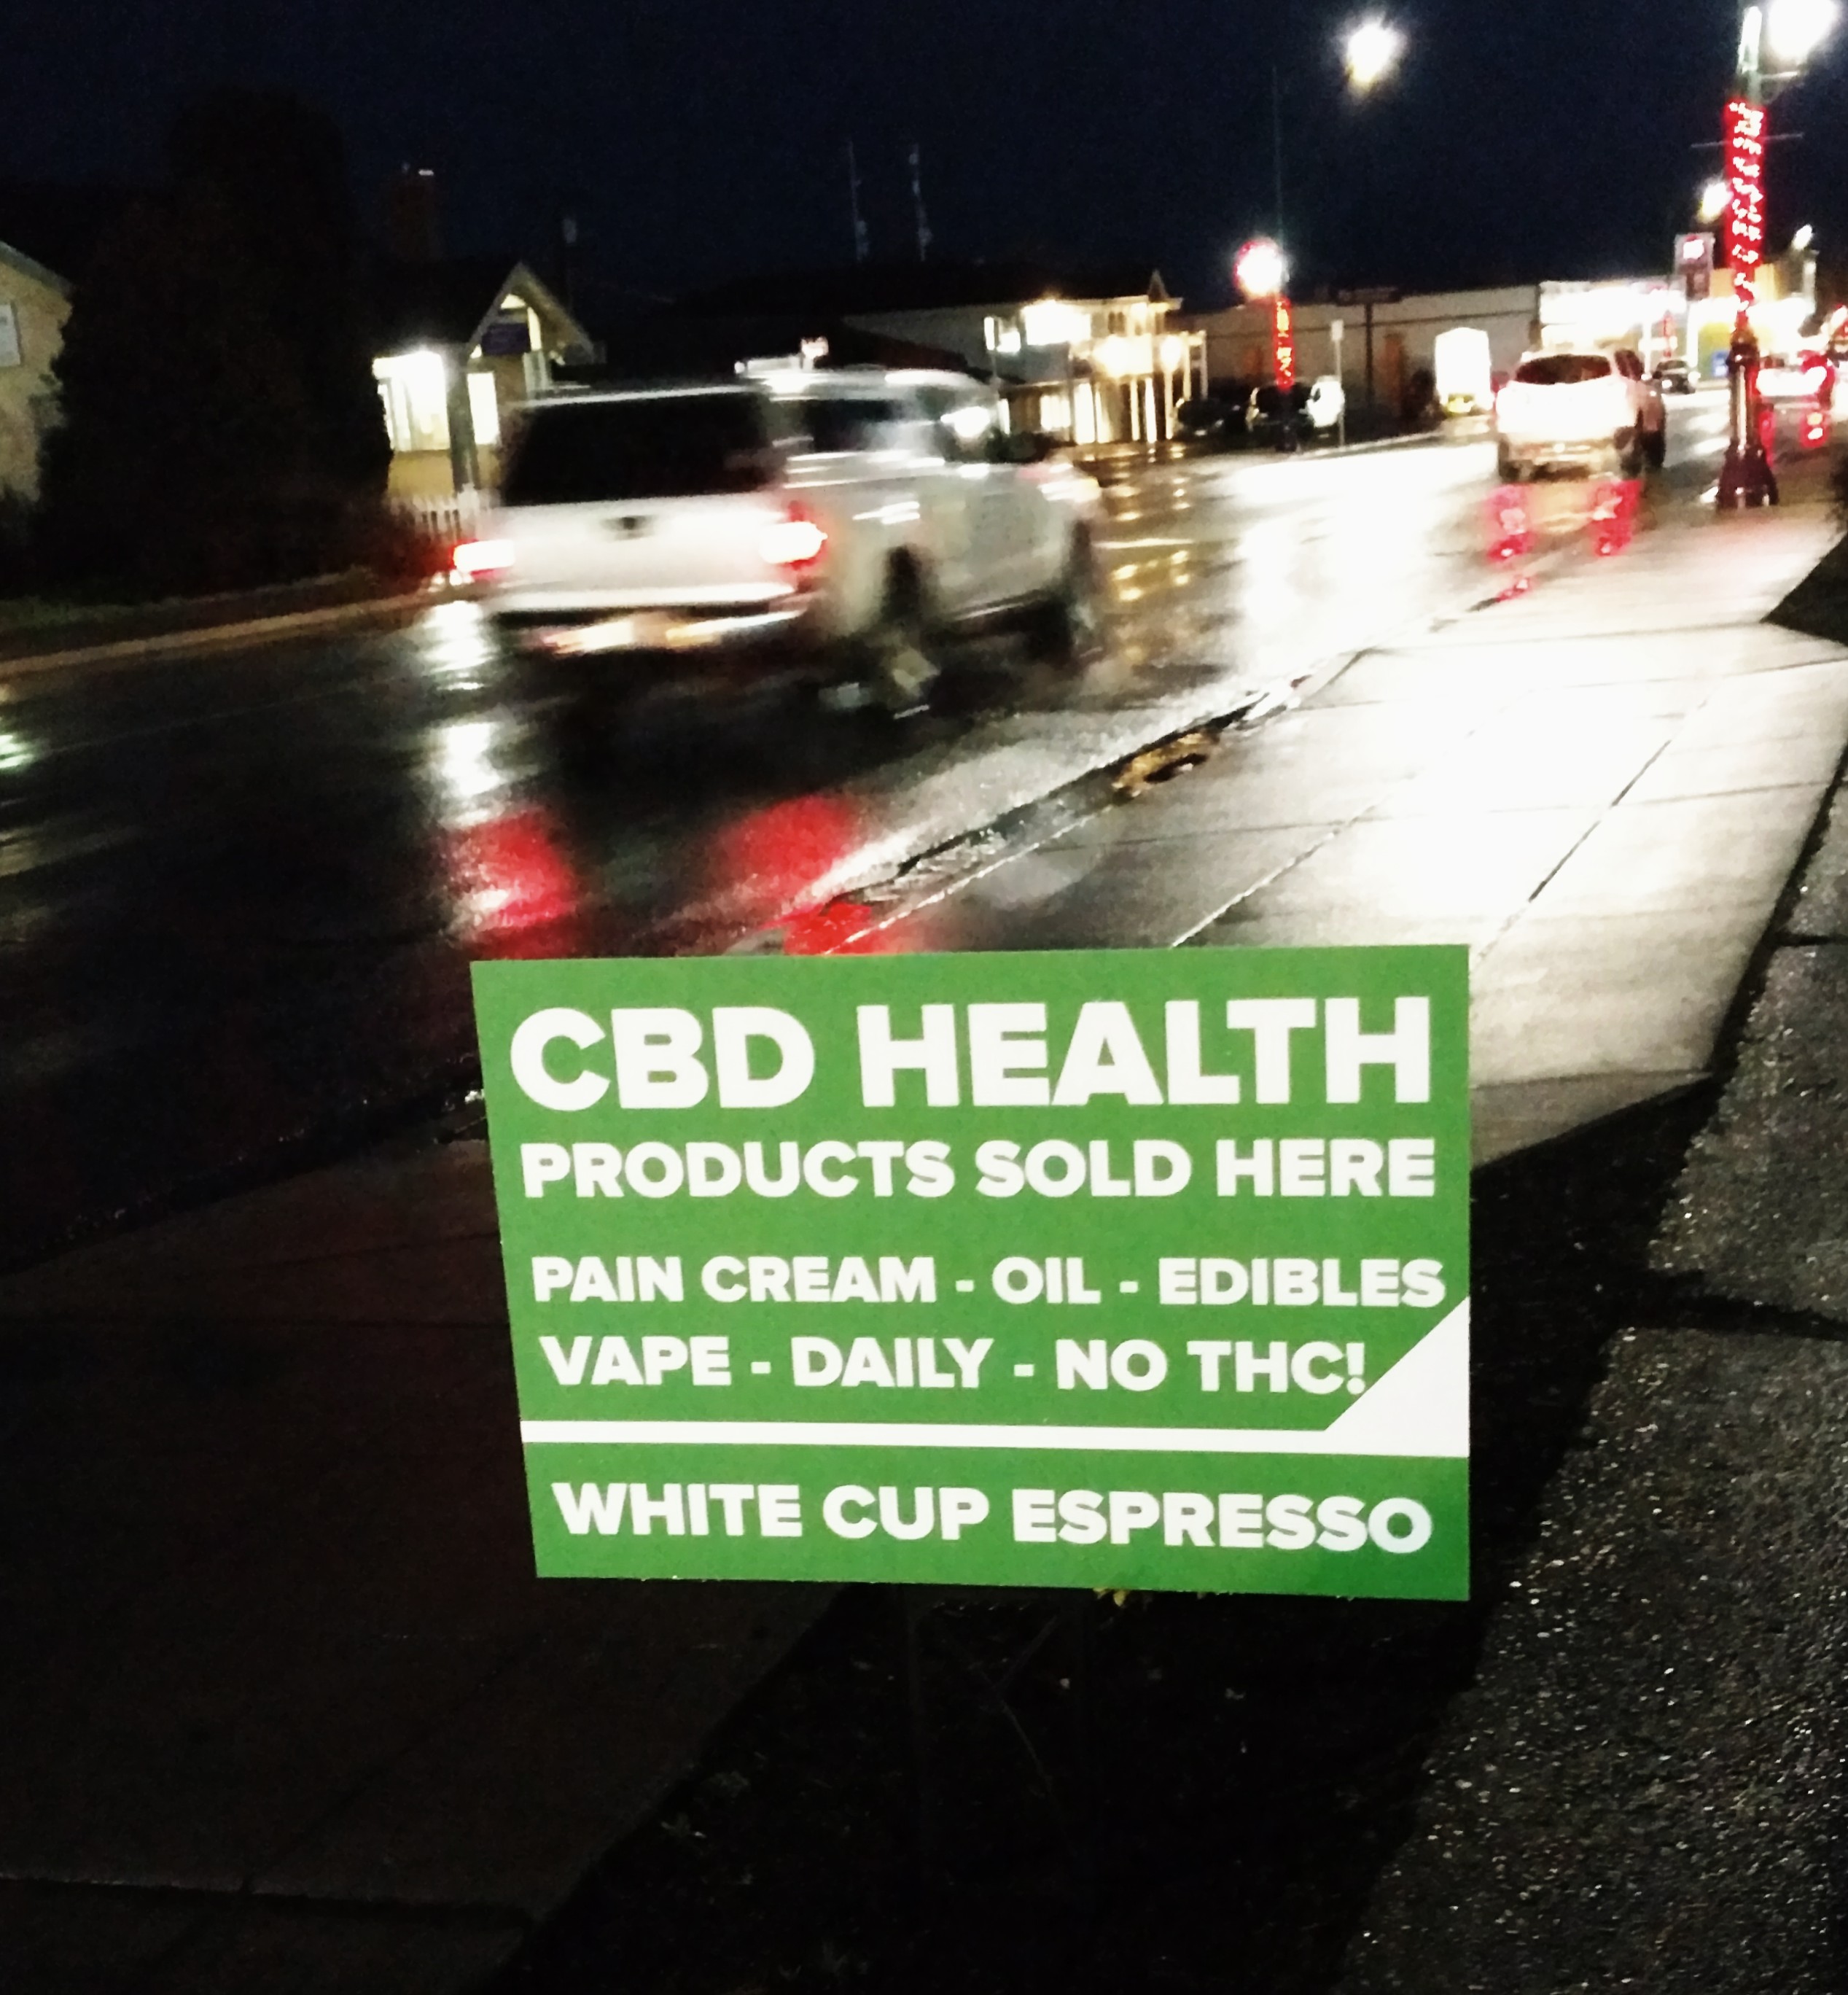 CBD HEALTH
PRODUCTS SOLD HERE
PAIN CREAM - OIL - EDIBLES
VAPE - DAILY - NO THC!
WHITE CUP ESPRESSO